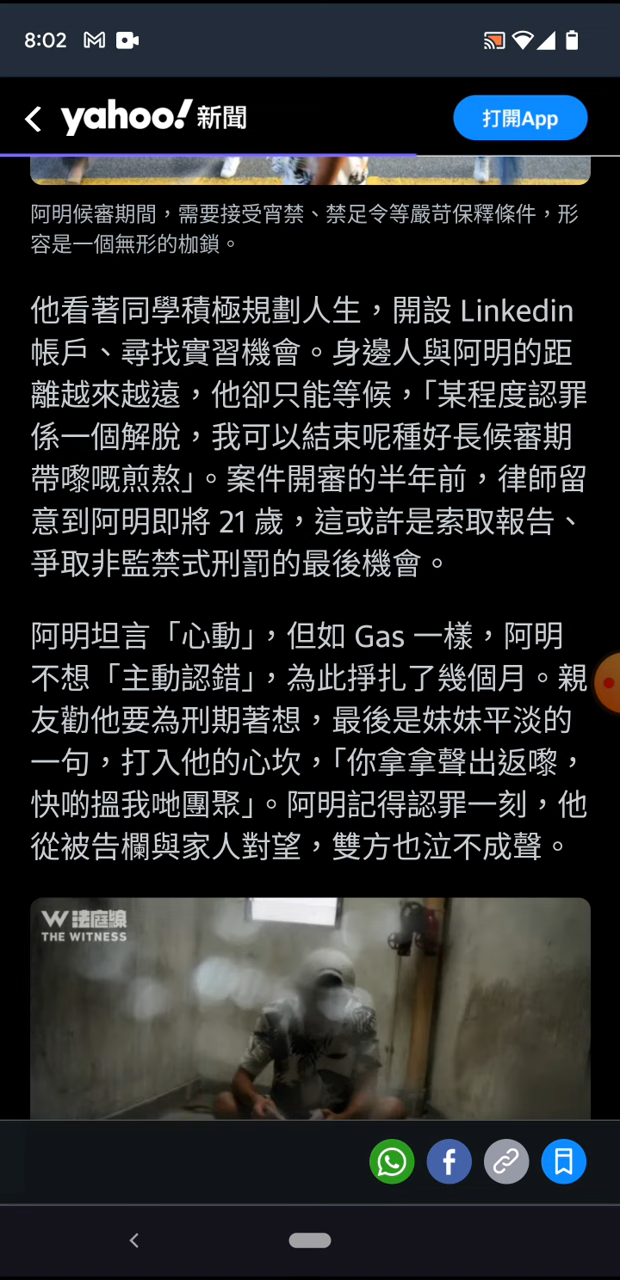 8:02
yahoo!新聞
打開App
阿明候審期間，需要接受宵禁、禁足令等嚴苛保釋條件，形
容是一個無形的枷鎖。
他看著同學積極規劃人生，開設 Linkedin
帳戶、尋找實習機會。身邊人與阿明的距
離越來越遠，他卻只能等候，「某程度認罪
係一個解脫，我可以結束呢種好長候審期
帶嚟嘅煎熬」。案件開審的半年前，律師留
意到阿明即將 21 歲，這或許是索取報告、
爭取非監禁式刑罰的最後機會。
阿明坦言「心動」，但如 Gas 一樣，阿明
不想「主動認錯」，為此掙扎了幾個月。親
友勸他要為刑期著想，最後是妹妹平淡的
一句，打入他的心坎，「你拿拿聲出返嚟，
快啲搵我哋團聚」。阿明記得認罪一刻，他
從被告欄與家人對望，雙方也泣不成聲。
W 法庭線
THE WITNESS